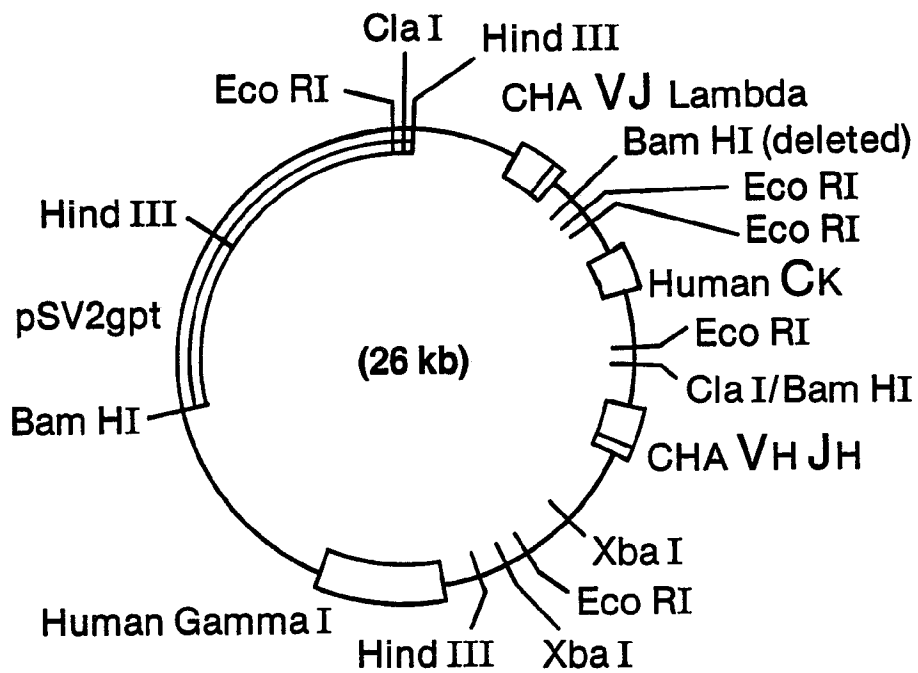 Cla I
Hind III
Eco RI
CHA VJ Lambda
Bam HI (deleted)
Eco RI
Eco RI
Hind III
Human CK
pSV2gpt
Eco RI
(26 kb)
Cla I/Bam HI
Bam HI
CHA VH JH
Xba I
Eco RI
Human Gamma I
Hind III
Xba I